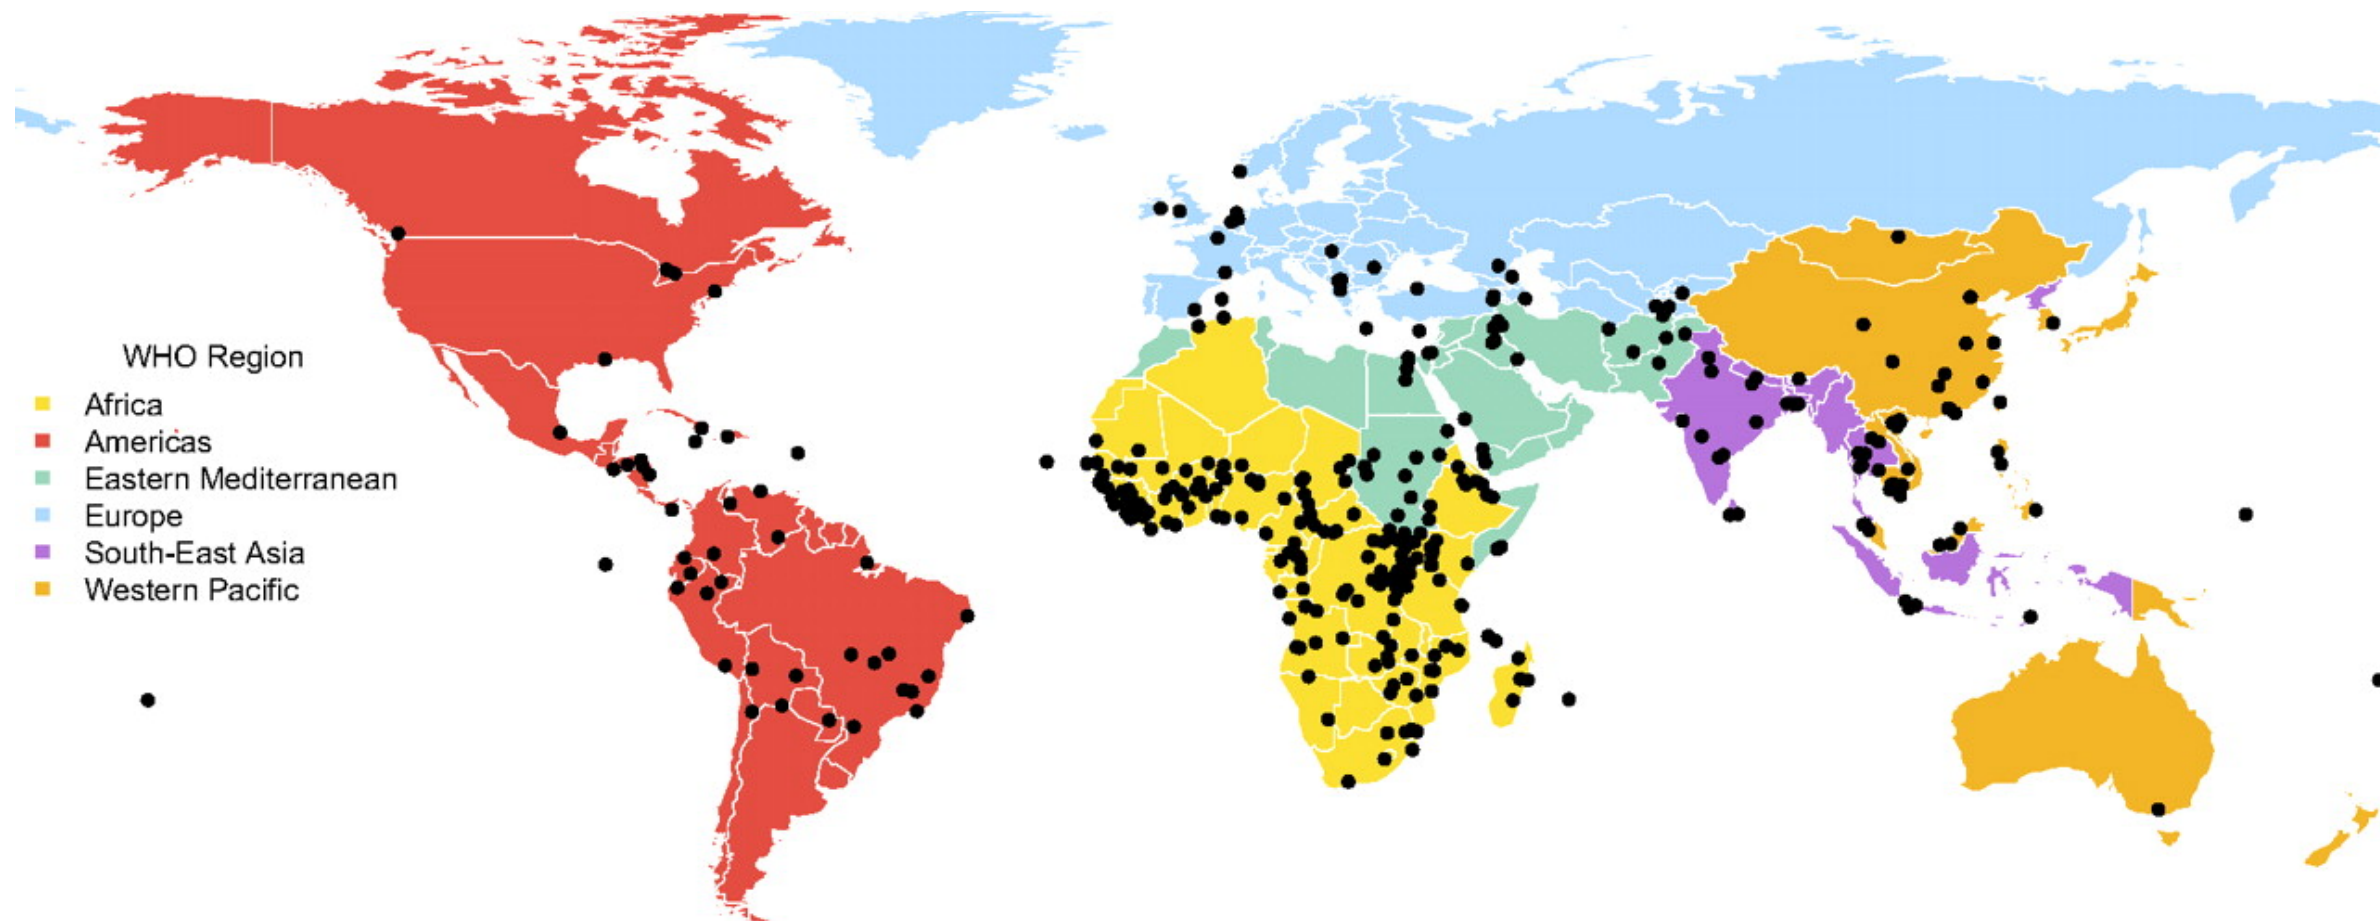 WHO Region
Africa
Americas
Eastern Mediterranean
Europe
South-East Asia
Western Pacific